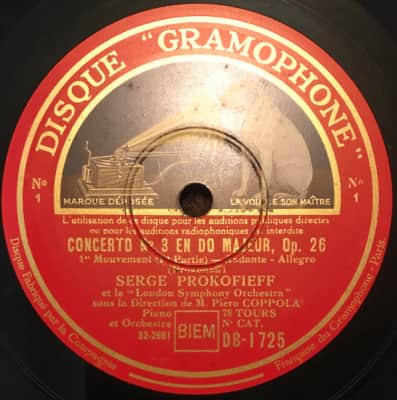 DISQUE "GRAMOPHONE"
Nº 1
Nº 1
MARQUE DÉPOSÉE
LA VOIX DE SON MAÎTRE
L'utilisation de ce disque pour les auditions publiques directes
ou pour les auditions radiophoniques est interdite
CONCERTO Nº 3 EN DO MAJEUR, Op. 26
1er Mouvement (1re Partie) - Andante - Allegro
(Prokofieff)
SERGE PROKOFIEFF
et le "London Symphony Orchestra"
sous la Direction de M. Piero COPPOLA
Piano
et Orchestre
32-2661
BIEM
78 TOURS
Nº CAT.
DB-1725
Disque Fabriqué par la Compagnie
Française du Gramophone - Paris.